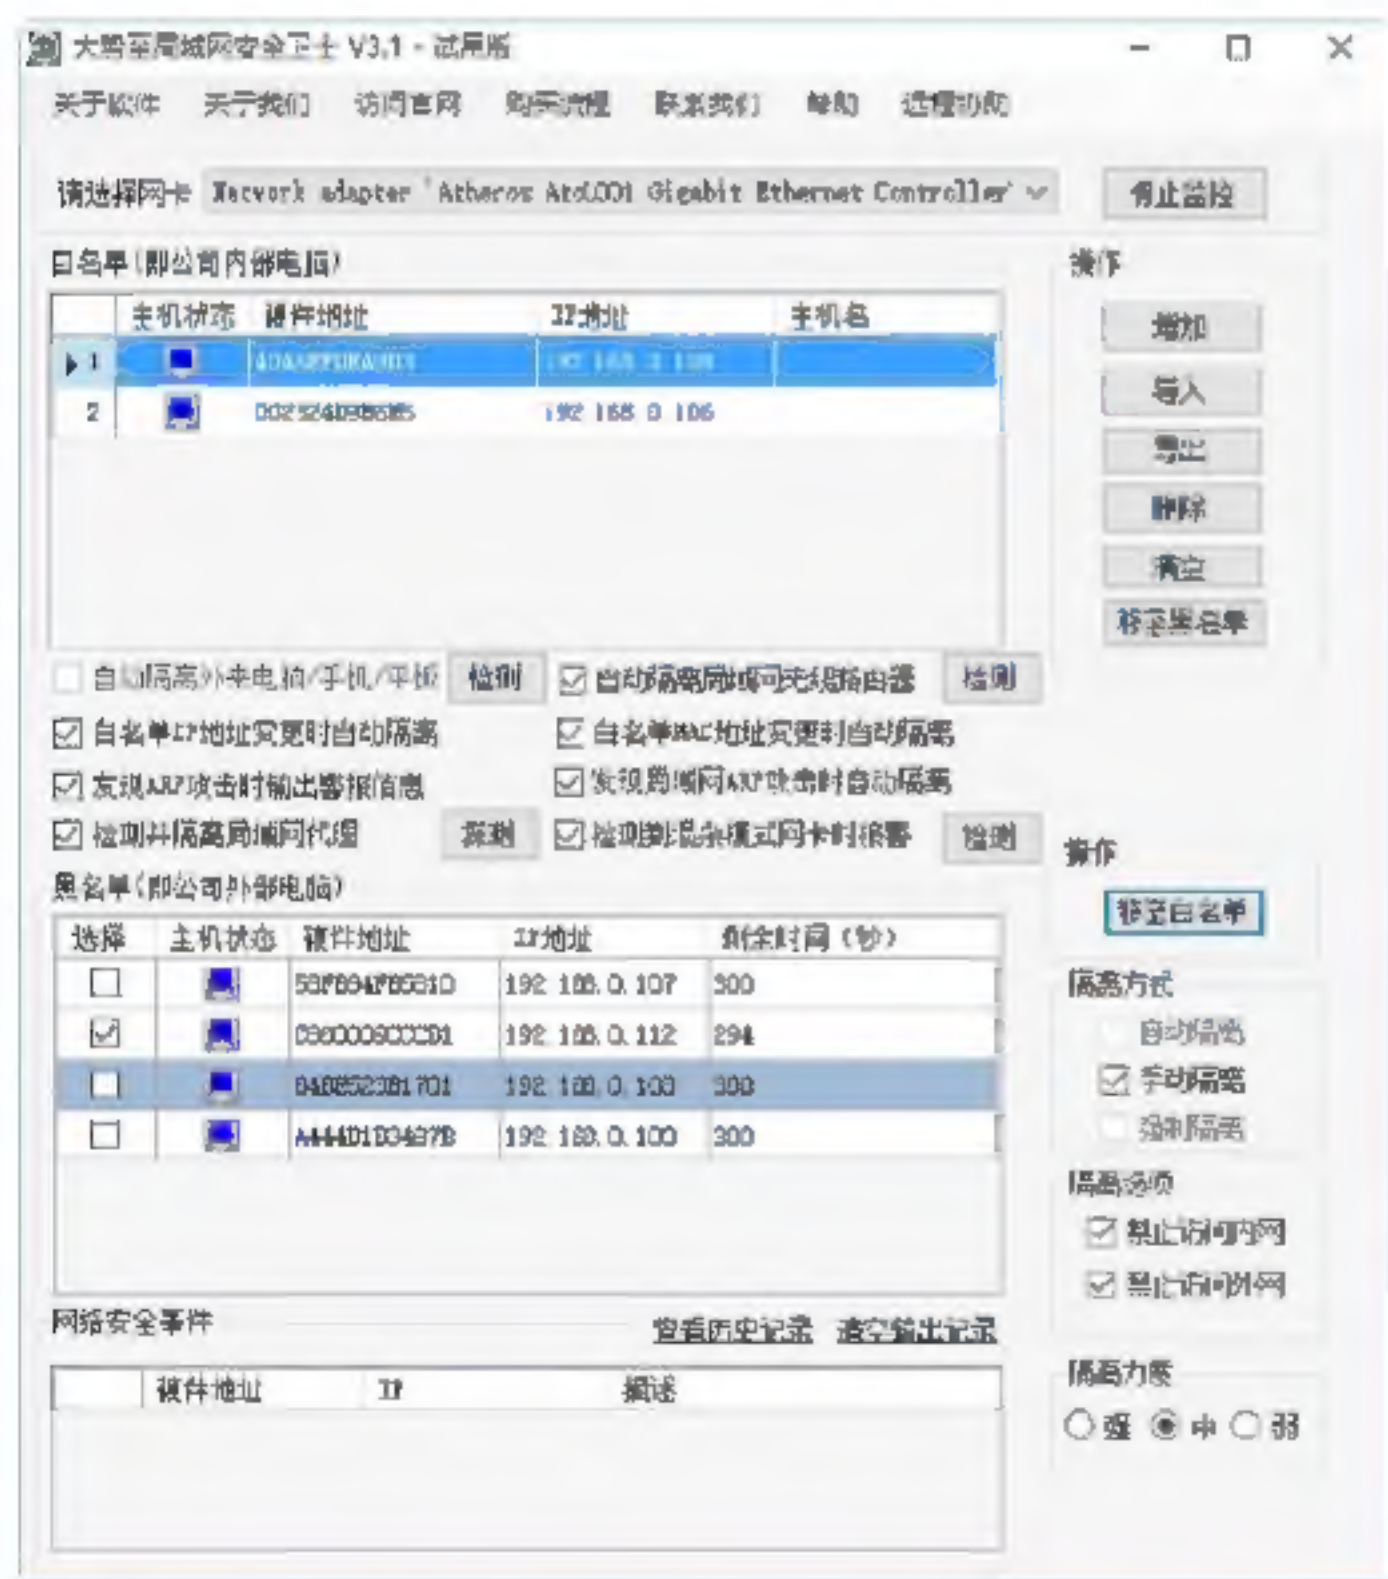 大势至局域网安全卫士 V3.1 - 试用版
关于软件 关于我们 访问官网 购买流程 联系我们 帮助 远程协助
请选择网卡 Network adapter 'Atheros Atc1001 Gigabit Ethernet Controller' 停止监控
白名单(即公司内部电脑) 操作
主机状态 硬件地址 IP地址 主机名
增加
1
导入
2 192.168.0.106
导出
删除
清空
移至黑名单
自动隔离外来电脑/手机/平板 检测 自动隔离局域网无线路由器 检测
白名单IP地址变更时自动隔离 白名单MAC地址变更时自动隔离
发现ARP攻击时输出警报信息 发现局域网ARP攻击时自动隔离
检测并隔离局域网代理 探测 检测到混杂模式网卡时报警 检测
操作
黑名单(即公司外部电脑)
移至白名单
选择 主机状态 硬件地址 IP地址 剩余时间(秒)
192.168.0.107 300
隔离方式
192.168.0.112 294
自动隔离
300
手动隔离
192.168.0.100 300
强制隔离
隔离选项
禁止访问内网
禁止访问外网
网络安全事件 查看历史记录 清空输出记录
硬件地址 IP 描述
隔离力度
强 中 弱